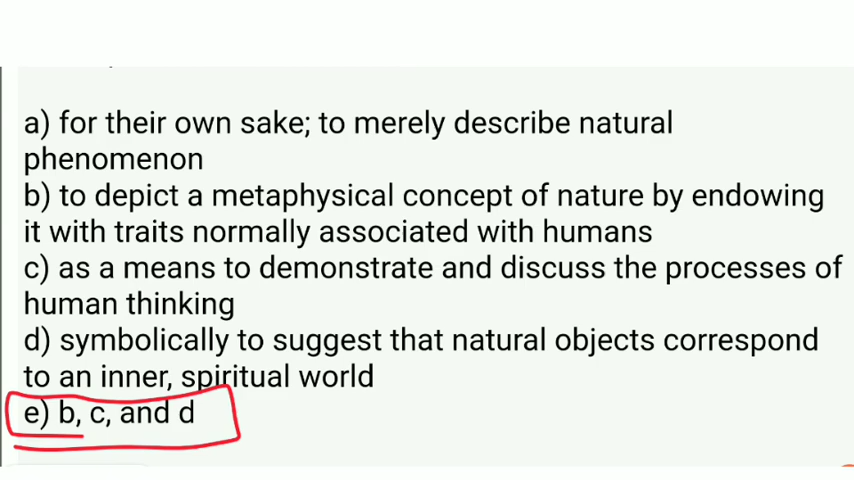 a) for their own sake; to merely describe natural
phenomenon
b) to depict a metaphysical concept of nature by endowing
it with traits normally associated with humans
c) as a means to demonstrate and discuss the processes of
human thinking
d) symbolically to suggest that natural objects correspond
to an inner, spiritual world
e) b, c, and d